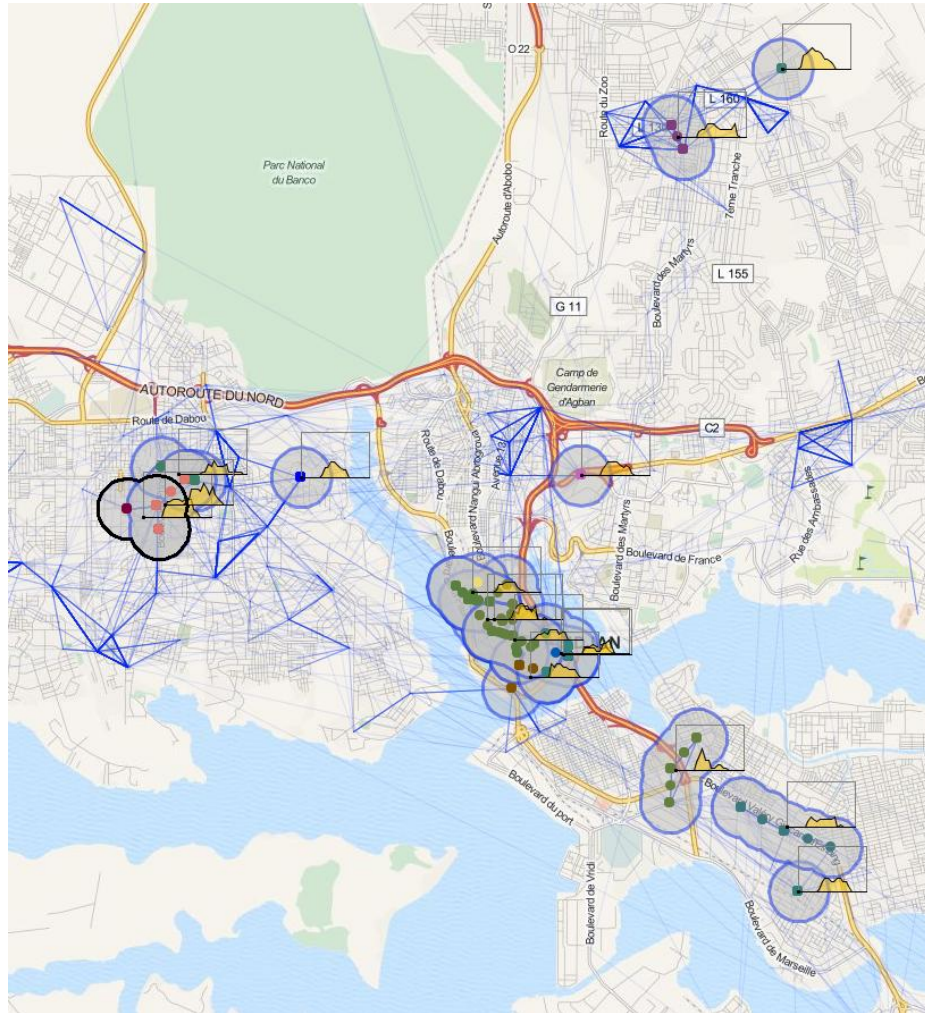 O 22
Route du Zoo
L 160
Parc National
du Banco
Autoroute d'Abobo
7ème Tranche
Boulevard des Martyrs
L 155
G 11
Camp de
Gendarmerie
d'Agban
AUTOROUTE DU NORD
Route de Dabou
C2
Avenue 13
Route de Dabou
Boulevard Nangui Abrogoua
Boulevard des Martyrs
Rue des Ambassades
Boulevard de France
AN
Boulevard du port
Boulevard de Vridi
Boulevard de Marseille